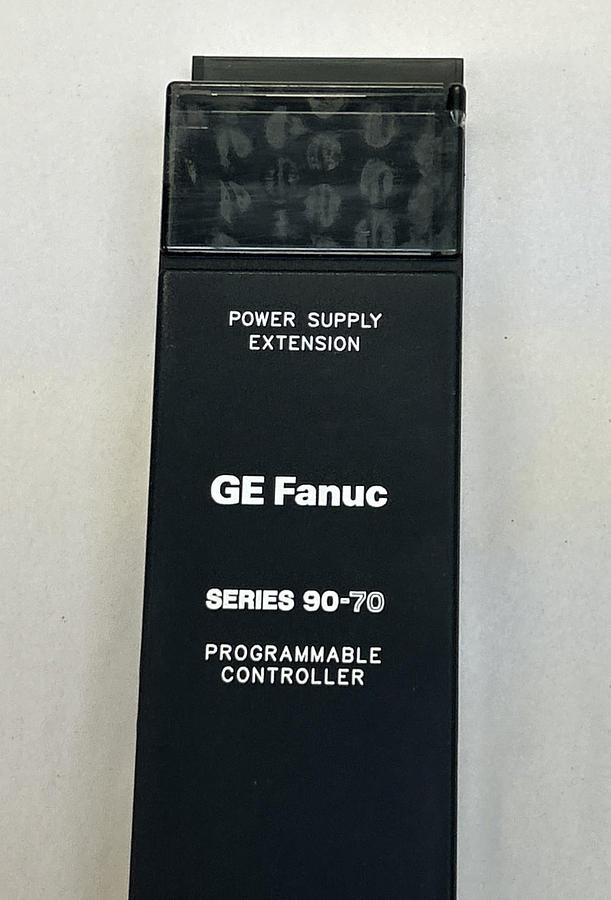 POWER SUPPLY
EXTENSION
GE Fanuc
SERIES 90-70
PROGRAMMABLE
CONTROLLER